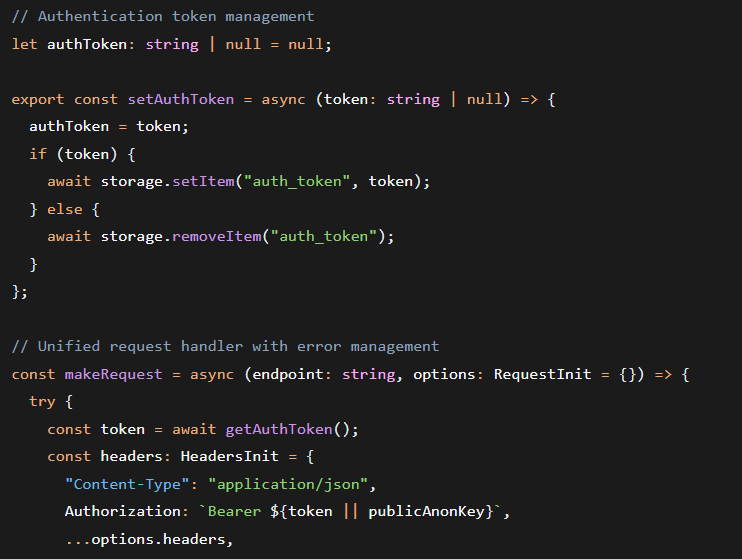 // Authentication token management
let authToken: string | null = null;

export const setAuthToken = async (token: string | null) => {
  authToken = token;
  if (token) {
    await storage.setItem("auth_token", token);
  } else {
    await storage.removeItem("auth_token");
  }
};

// Unified request handler with error management
const makeRequest = async (endpoint: string, options: RequestInit = {}) => {
  try {
    const token = await getAuthToken();
    const headers: HeadersInit = {
      "Content-Type": "application/json",
      Authorization: `Bearer ${token || publicAnonKey}`,
      ...options.headers,